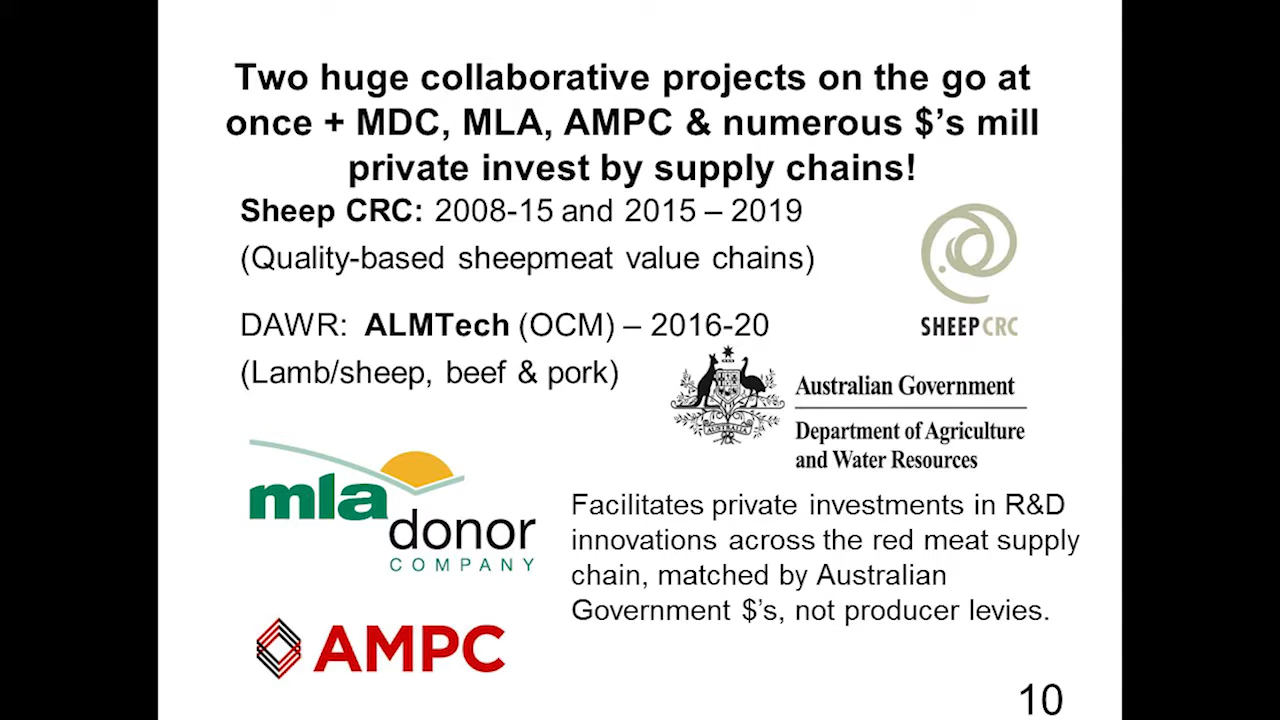 Two huge collaborative projects on the go at
once + MDC, MLA, AMPC & numerous $’s mill
private invest by supply chains!
Sheep CRC: 2008-15 and 2015 – 2019
(Quality-based sheepmeat value chains)
SHEEPCRC
DAWR: ALMTech (OCM) – 2016-20
(Lamb/sheep, beef & pork)
AUSTRALIA
Australian Government
Department of Agriculture
and Water Resources
mla
donor
COMPANY
Facilitates private investments in R&D
innovations across the red meat supply
chain, matched by Australian
Government $’s, not producer levies.
AMPC
10